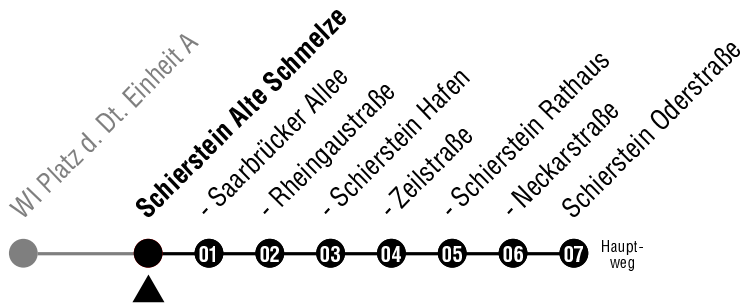 WI Platz d. Dt. Einheit A
Schierstein Alte Schmelze
- Saarbrücker Allee
- Rheingaustraße
- Schierstein Hafen
- Zeilstraße
- Schierstein Rathaus
- Neckarstraße
Schierstein Oderstraße
01 02 03 04 05 06 07
Haupt-
weg